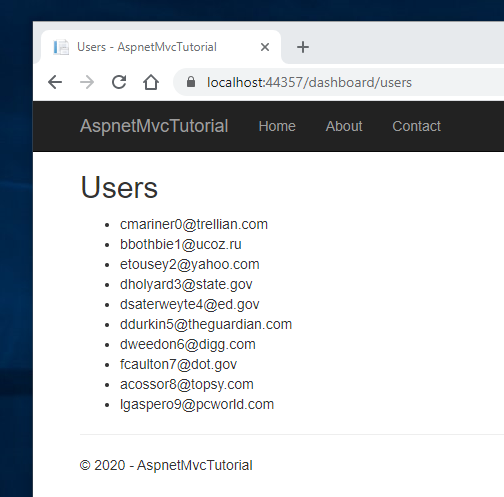 Users - AspnetMvcTutorial
localhost:44357/dashboard/users
AspnetMvcTutorial Home About Contact
Users
cmariner0@trellian.com
bbothbie1@ucoz.ru
etousey2@yahoo.com
dholyard3@state.gov
dsaterweyte4@ed.gov
ddurkin5@theguardian.com
dweedon6@digg.com
fcaulton7@dot.gov
acossor8@topsy.com
lgaspero9@pcworld.com
© 2020 - AspnetMvcTutorial